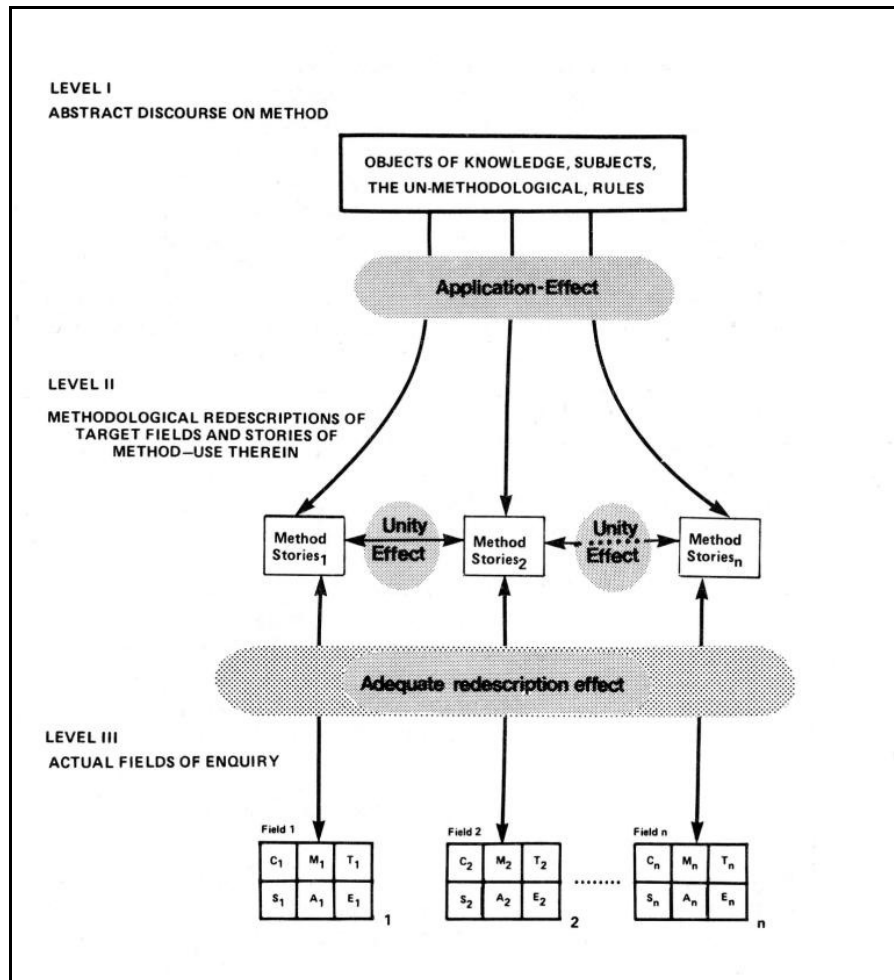 LEVEL I
ABSTRACT DISCOURSE ON METHOD
OBJECTS OF KNOWLEDGE, SUBJECTS,
THE UN-METHODOLOGICAL, RULES
Application-Effect
LEVEL II
METHODOLOGICAL REDESCRIPTIONS OF
TARGET FIELDS AND STORIES OF
METHOD—USE THEREIN
Method
Stories1
Unity
Effect
Method
Stories2
Unity
Effect
Method
Storiesn
Adequate redescription effect
LEVEL III
ACTUAL FIELDS OF ENQUIRY
Field 1
C1 M1 T1
S1 A1 E1
1
Field 2
C2 M2 T2
S2 A2 E2
2
........
Field n
Cn Mn Tn
Sn An En
n